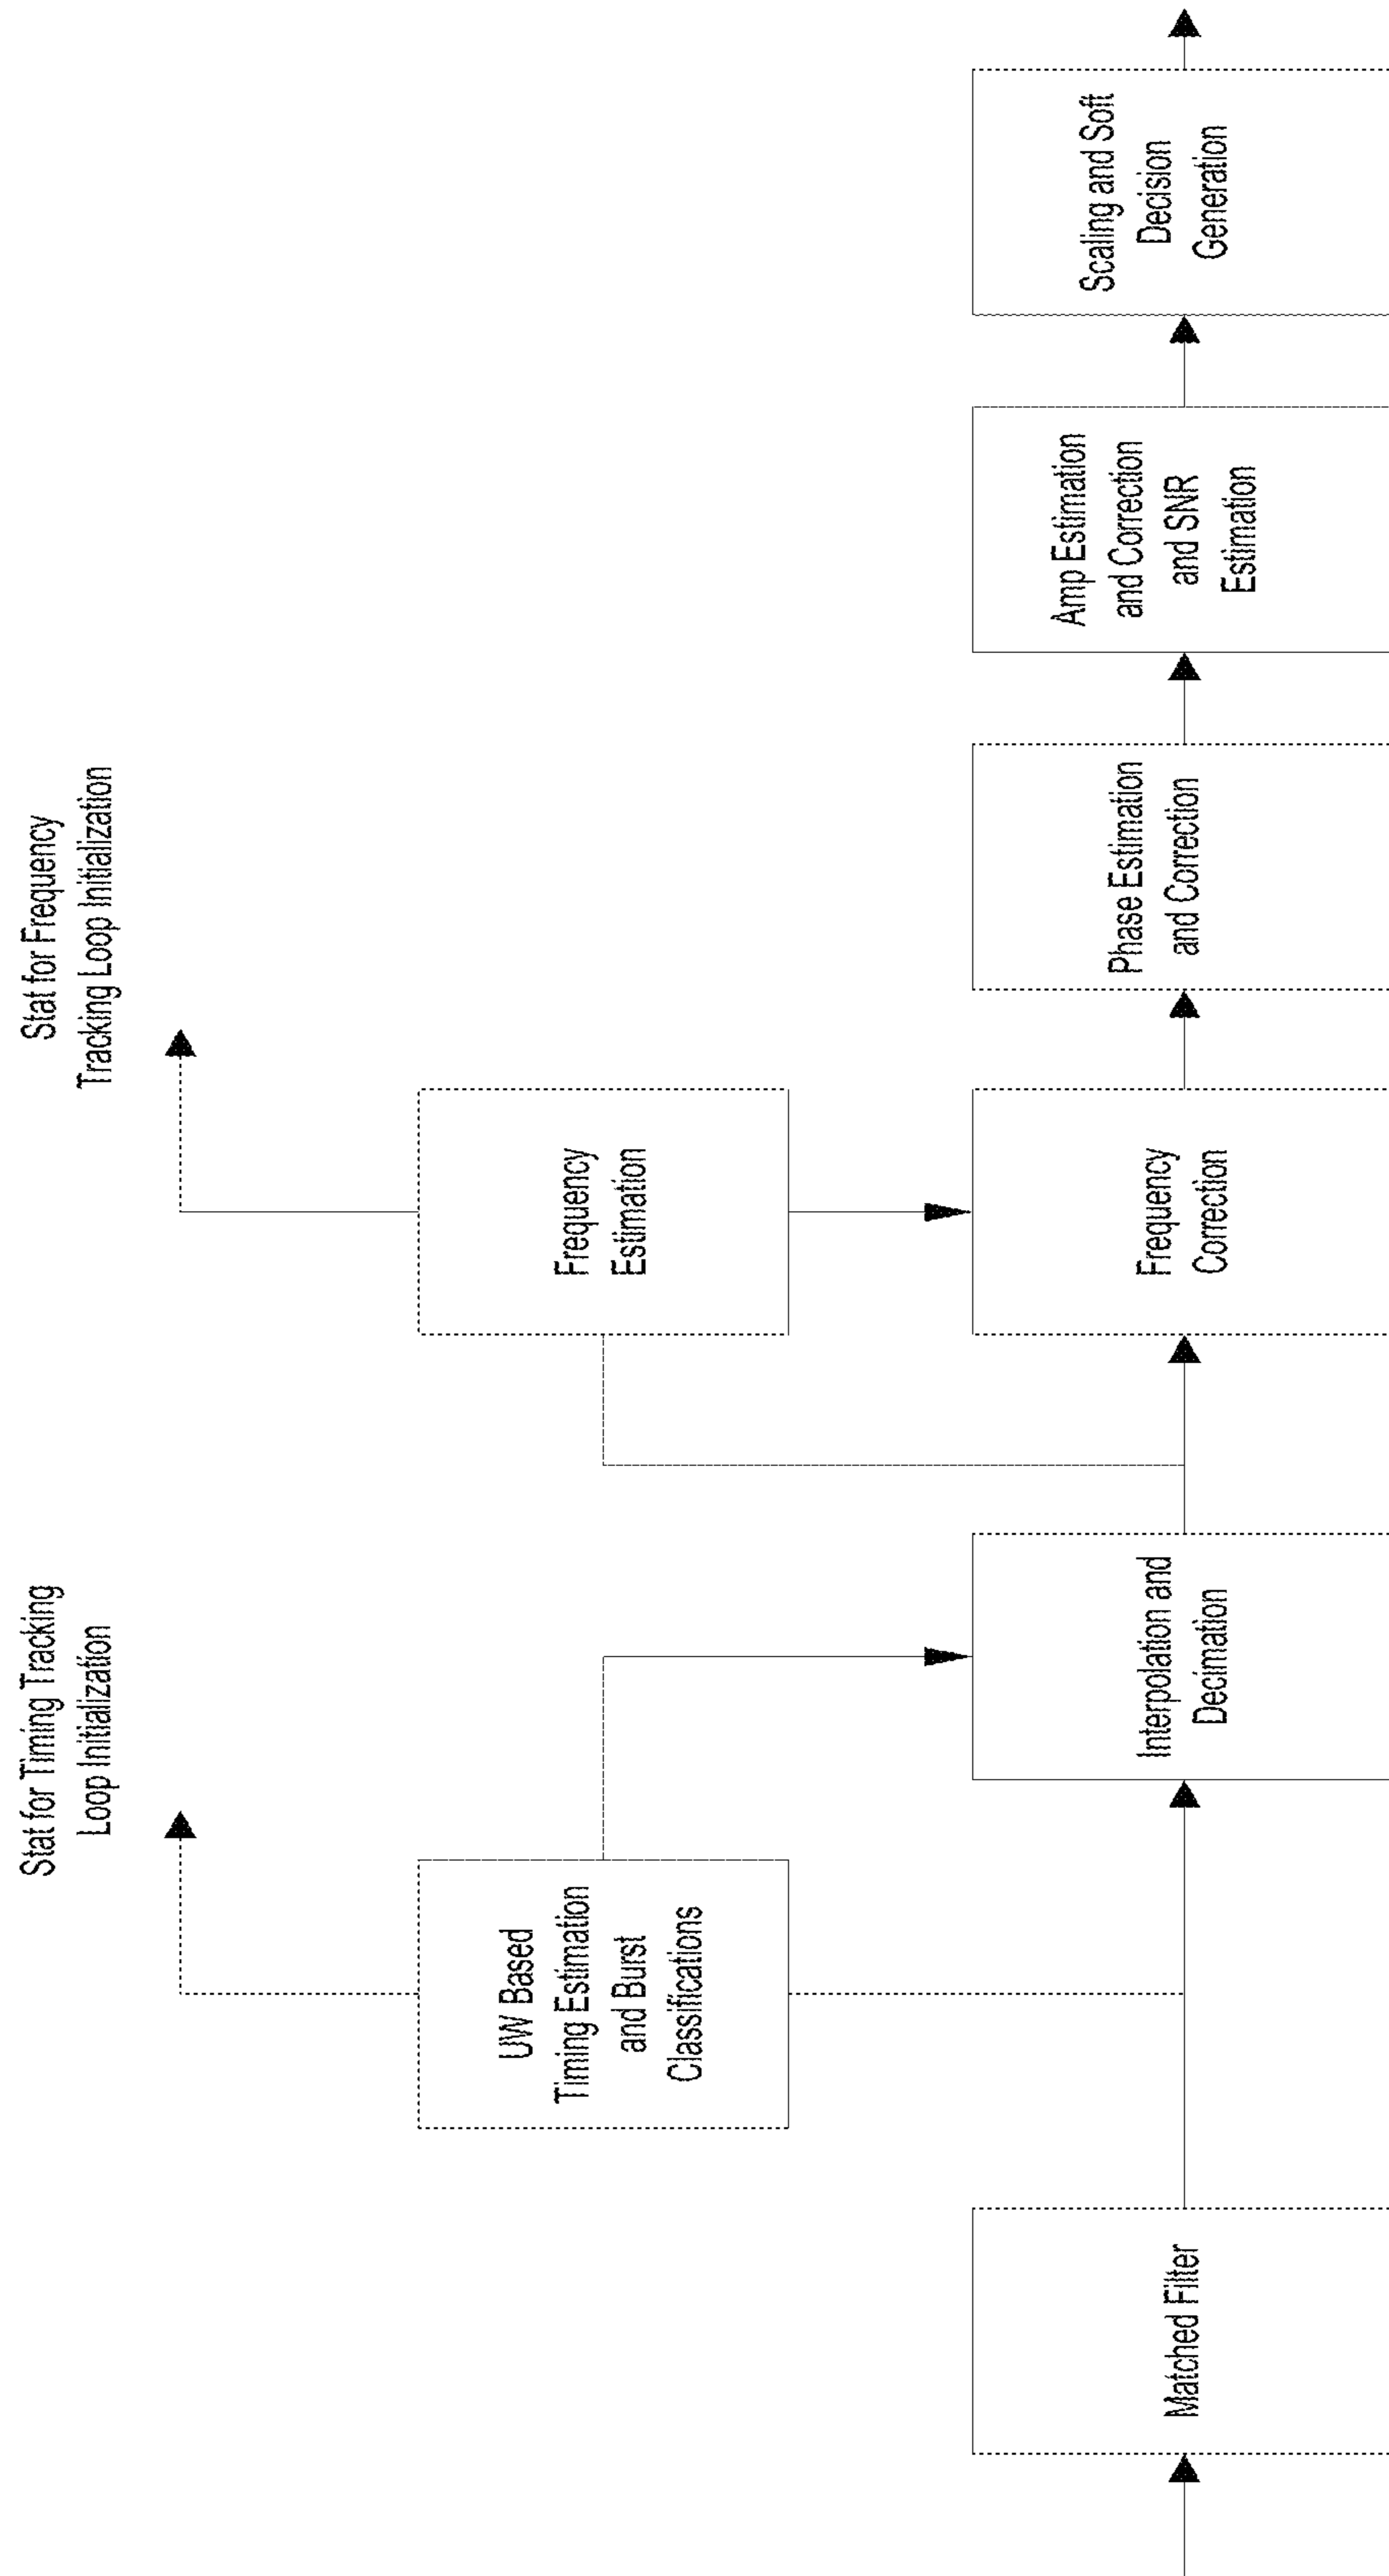 Stat for Timing Tracking
Loop Initialization
Stat for Frequency
Tracking Loop Initialization
UW Based
Timing Estimation
and Burst
Classifications
Frequency
Estimation
Matched Filter
Interpolation and
Decimation
Frequency
Correction
Phase Estimation
and Correction
Amp Estimation
and Correction
and SNR
Estimation
Scaling and Soft
Decision
Generation